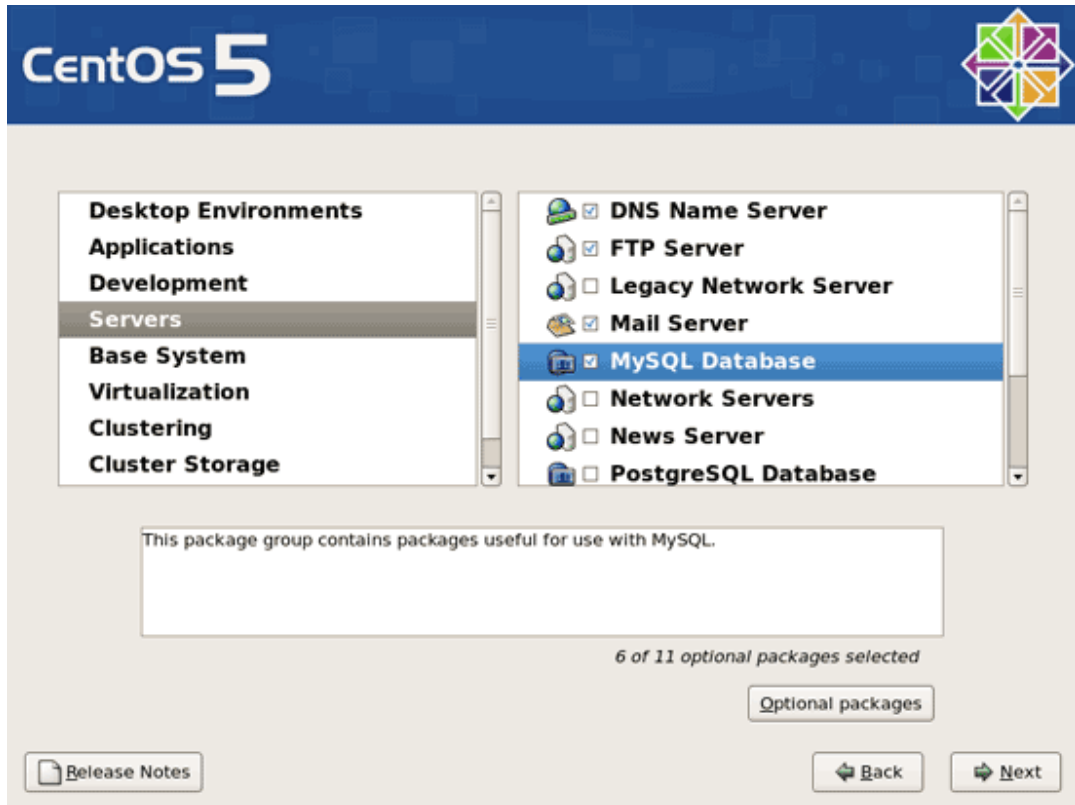 CentOS 5
Desktop Environments
Applications
Development
Servers
Base System
Virtualization
Clustering
Cluster Storage
DNS Name Server
FTP Server
Legacy Network Server
Mail Server
MySQL Database
Network Servers
News Server
PostgreSQL Database
This package group contains packages useful for use with MySQL.
6 of 11 optional packages selected
Optional packages
Release Notes
Back
Next